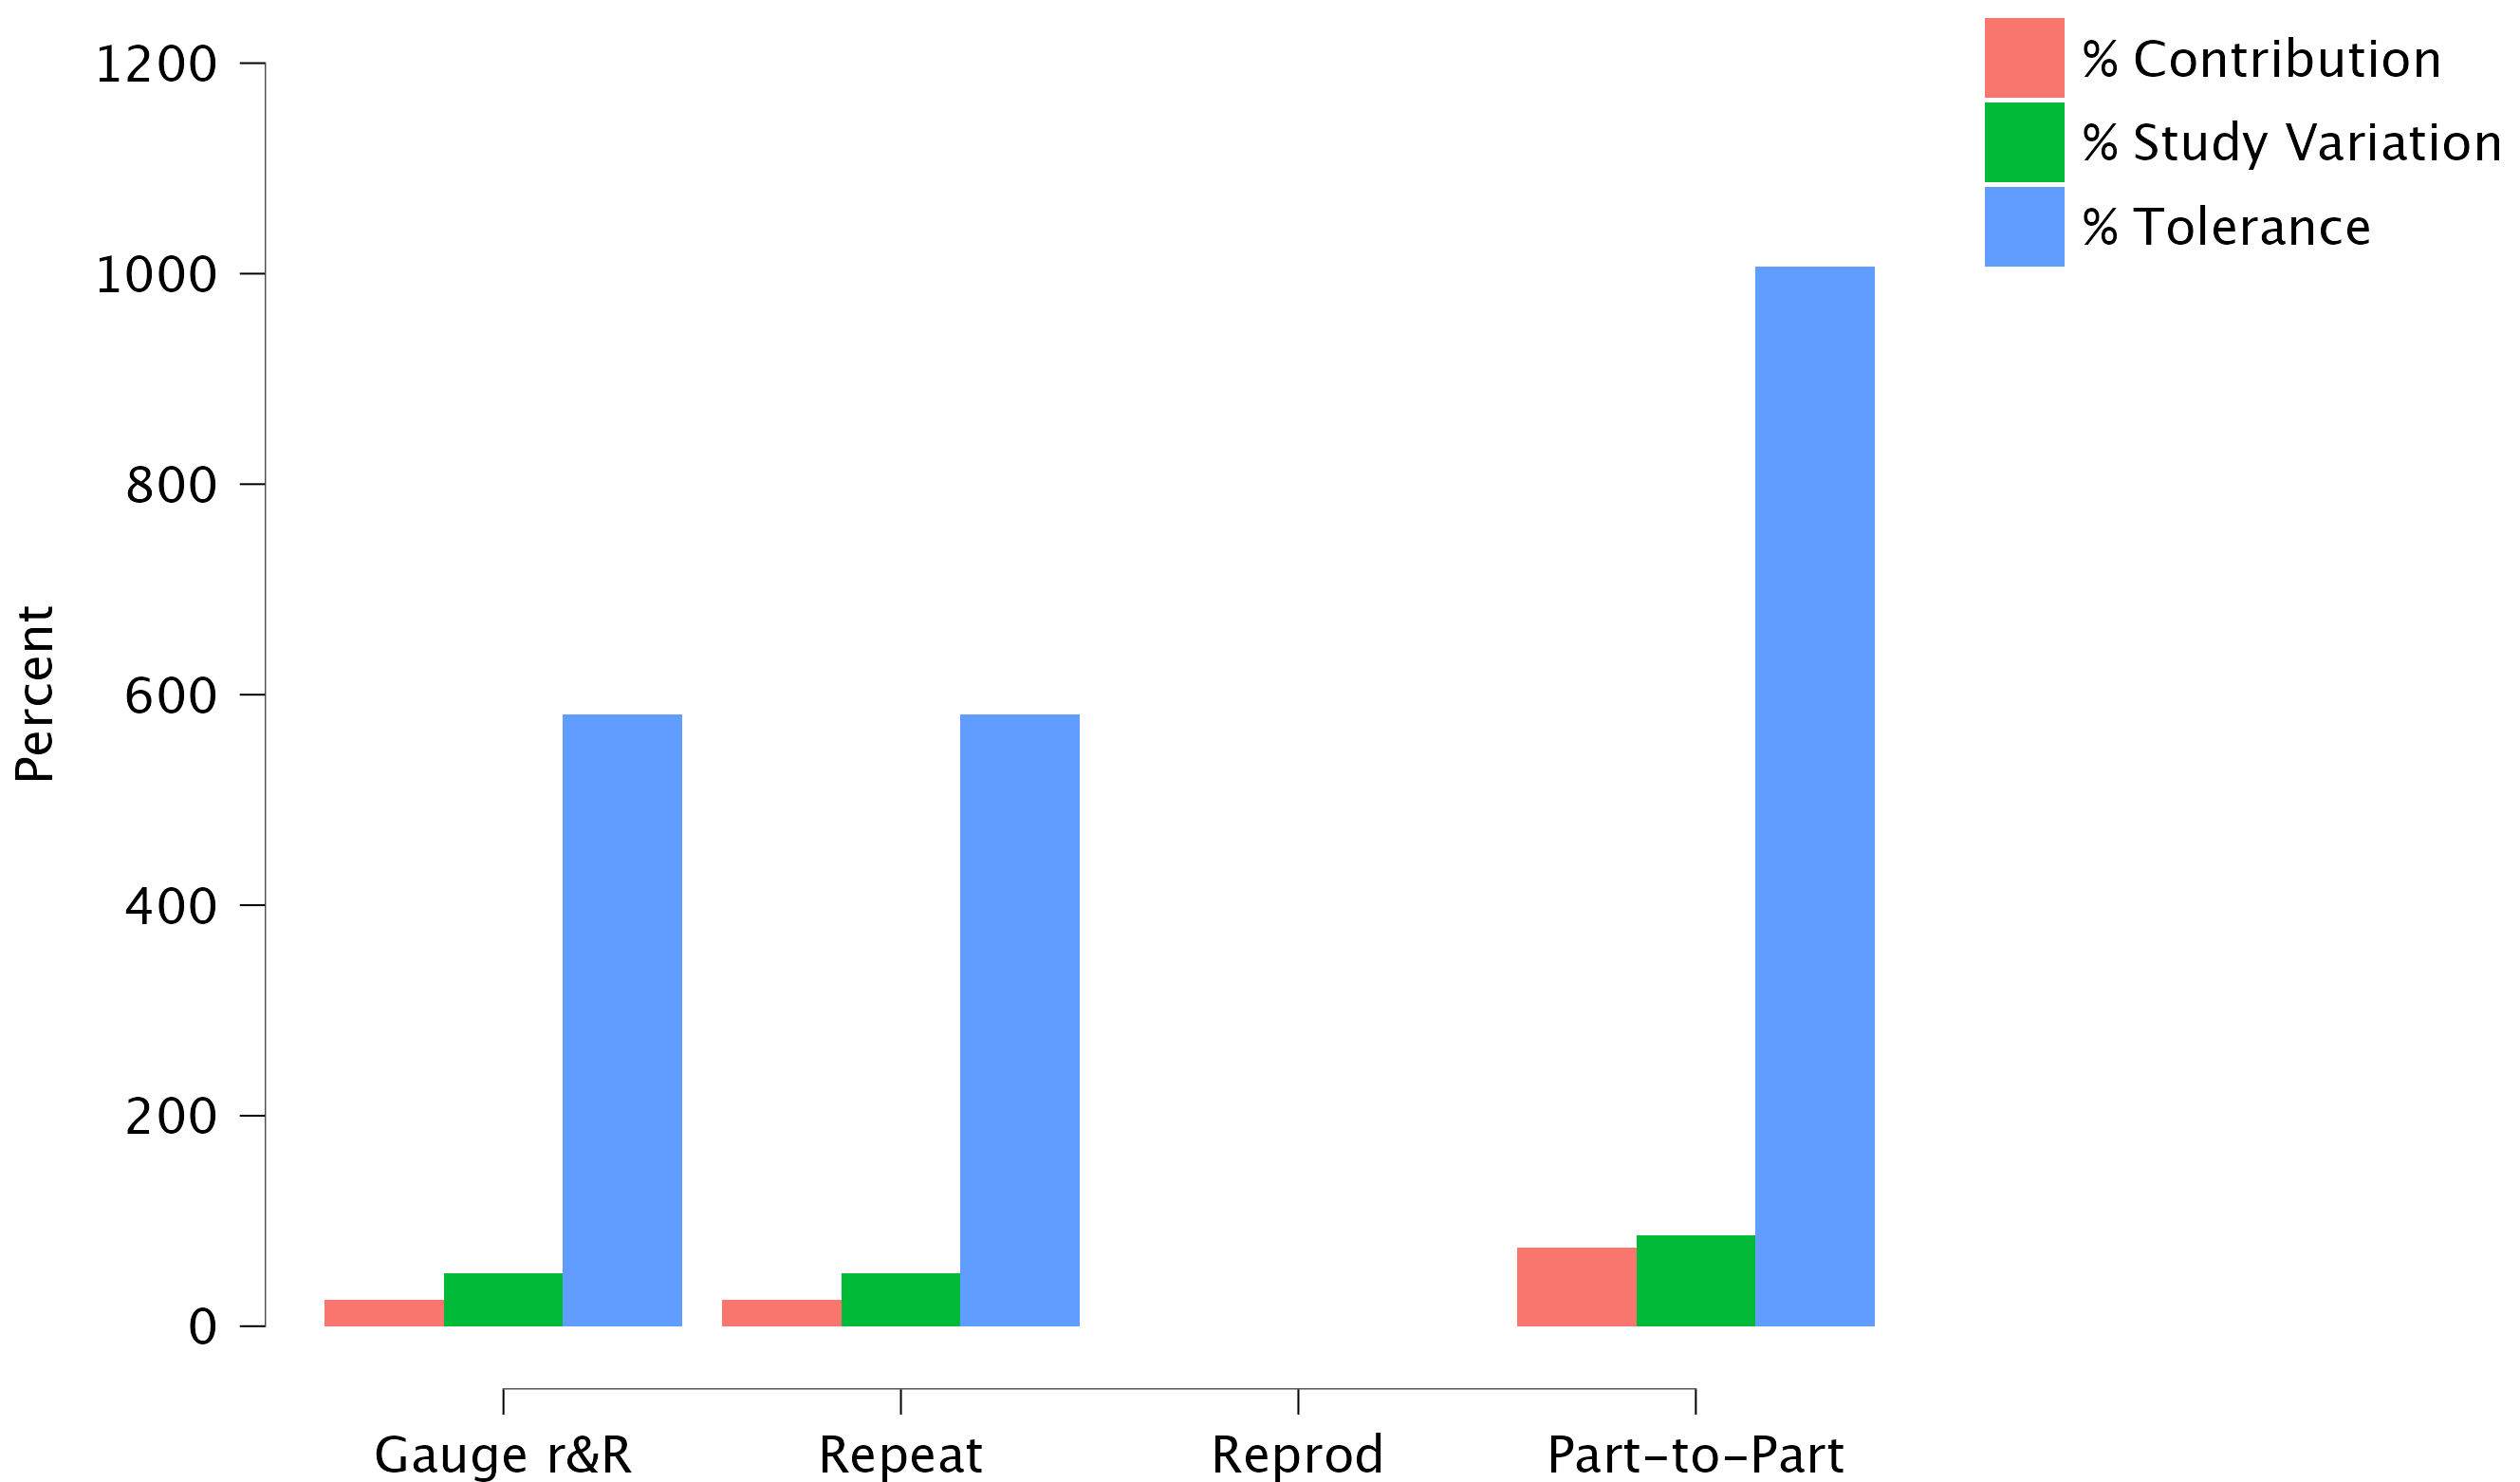 % Contribution
% Study Variation
% Tolerance
Percent
1200
1000
800
600
400
200
0
Gauge r&R
Repeat
Reprod
Part-to-Part